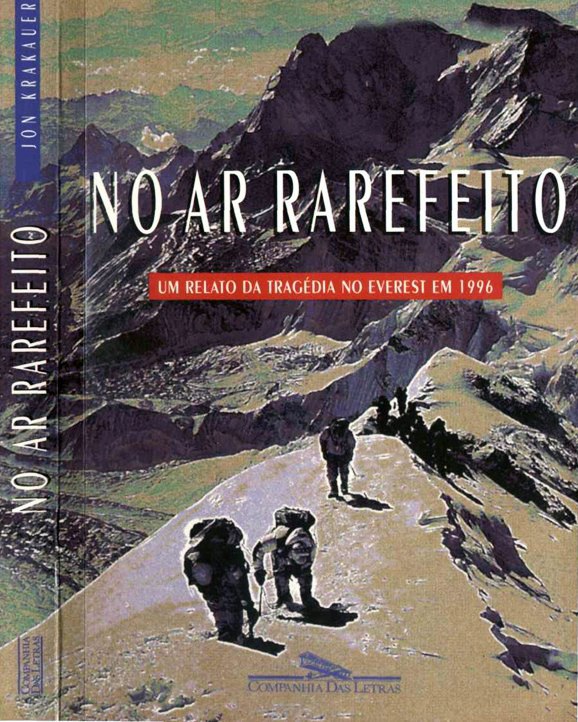 JON KRAKAUER
NO AR RAREFEITO
COMPANHIA
DAS LETRAS
NO AR RAREFEITO
UM RELATO DA TRAGÉDIA NO EVEREST EM 1996
COMPANHIA DAS LETRAS